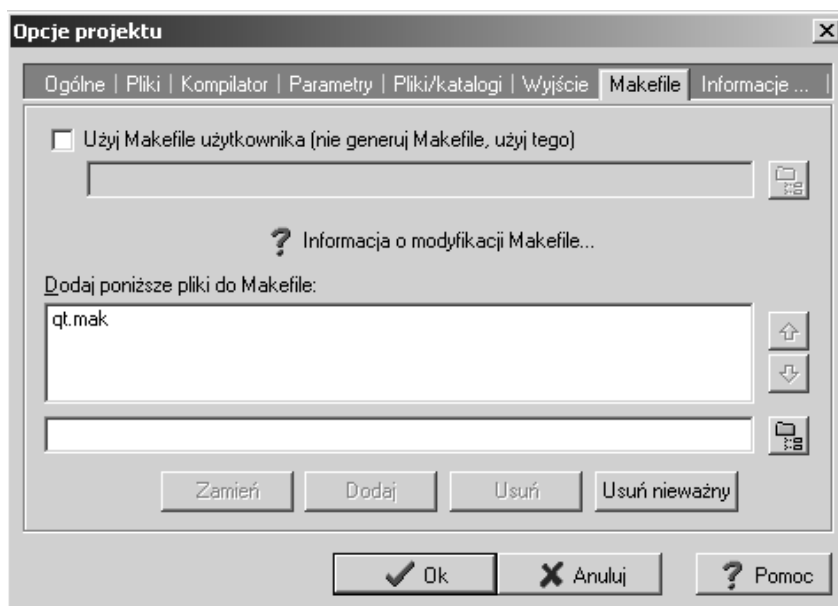 Opcje projektu
Ogólne | Pliki | Kompilator | Parametry | Pliki/katalogi | Wyjście | Makefile | Informacje ... |
Użyj Makefile użytkownika (nie generuj Makefile, użyj tego)
? Informacja o modyfikacji Makefile...
Dodaj poniższe pliki do Makefile:
qt.mak
Zamień Dodaj Usuń Usuń nieważny
Ok Anuluj ? Pomoc